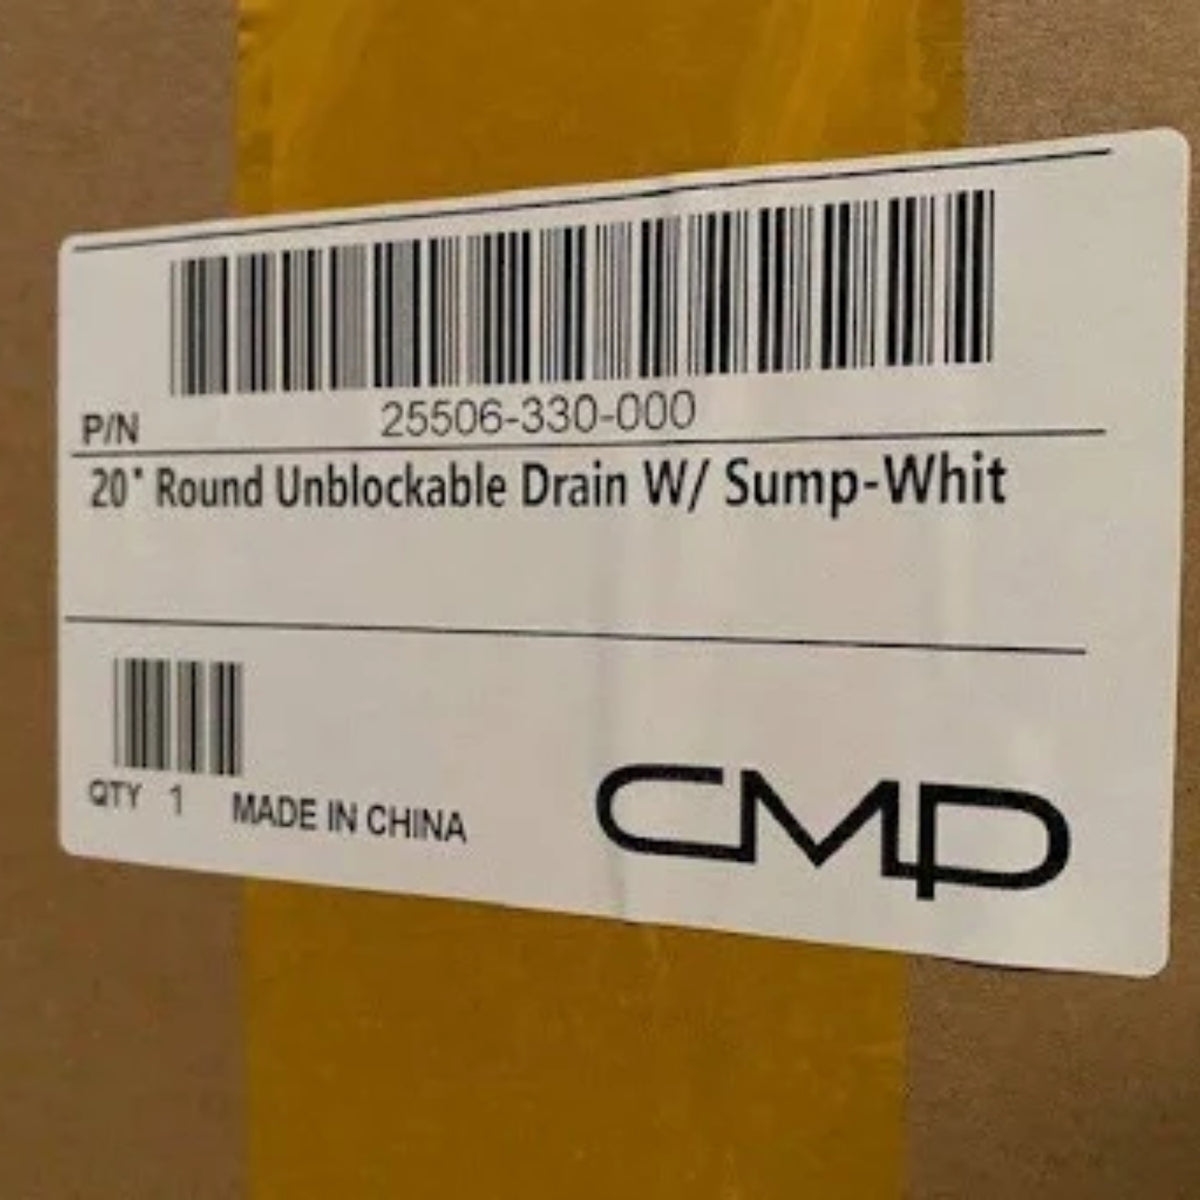 P/N 25506-330-000
20" Round Unblockable Drain W/ Sump-Whit
QTY 1 MADE IN CHINA
CMP